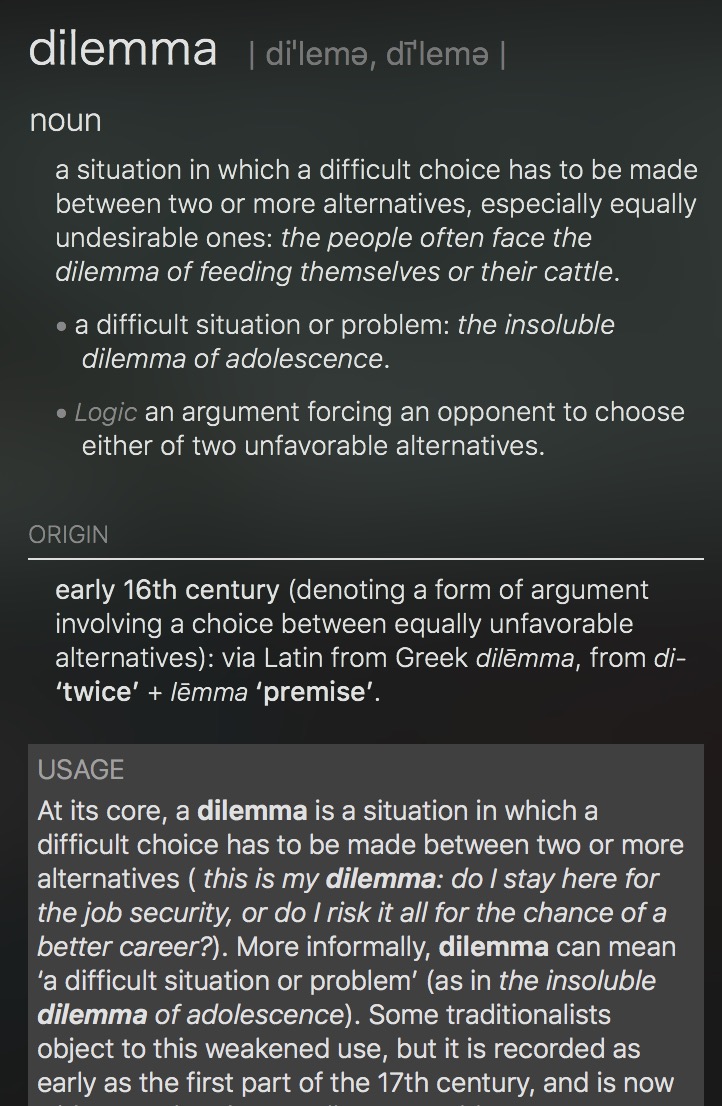 dilemma | diˈlemə, dīˈlemə |
noun
a situation in which a difficult choice has to be made
between two or more alternatives, especially equally
undesirable ones: the people often face the
dilemma of feeding themselves or their cattle.
• a difficult situation or problem: the insoluble
dilemma of adolescence.
• Logic an argument forcing an opponent to choose
either of two unfavorable alternatives.
ORIGIN
early 16th century (denoting a form of argument
involving a choice between equally unfavorable
alternatives): via Latin from Greek dilēmma, from di-
‘twice’ + lēmma ‘premise’.
USAGE
At its core, a dilemma is a situation in which a
difficult choice has to be made between two or more
alternatives ( this is my dilemma: do I stay here for
the job security, or do I risk it all for the chance of a
better career?). More informally, dilemma can mean
‘a difficult situation or problem’ (as in the insoluble
dilemma of adolescence). Some traditionalists
object to this weakened use, but it is recorded as
early as the first part of the 17th century, and is now